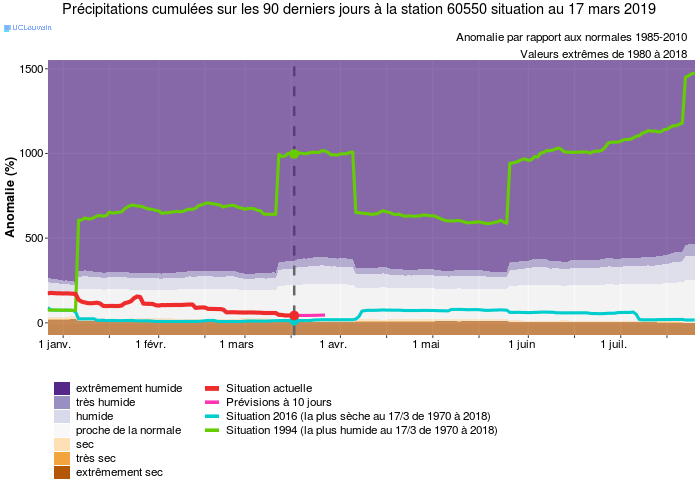 Précipitations cumulées sur les 90 derniers jours à la station 60550 situation au 17 mars 2019
UCLouvain
Anomalie par rapport aux normales 1985-2010
Valeurs extrêmes de 1980 à 2018
Anomalie (%)
1500
1000
500
0
1 janv. 1 févr. 1 mars 1 avr. 1 mai 1 juin 1 juil.
extrêmement humide
très humide
humide
proche de la normale
sec
très sec
extrêmement sec
Situation actuelle
Prévisions à 10 jours
Situation 2016 (la plus sèche au 17/3 de 1970 à 2018)
Situation 1994 (la plus humide au 17/3 de 1970 à 2018)